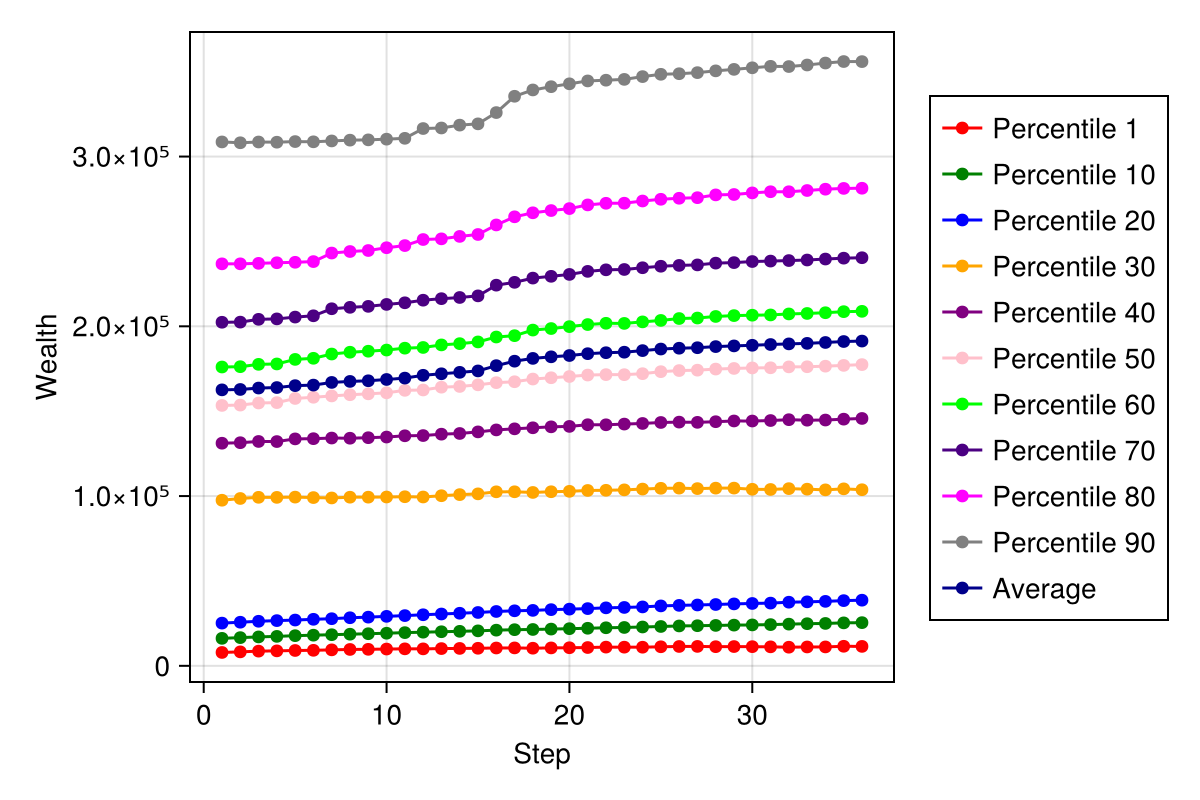 3.0×10⁵
2.0×10⁵
1.0×10⁵
0
Wealth
0 10 20 30
Step
Percentile 1
Percentile 10
Percentile 20
Percentile 30
Percentile 40
Percentile 50
Percentile 60
Percentile 70
Percentile 80
Percentile 90
Average